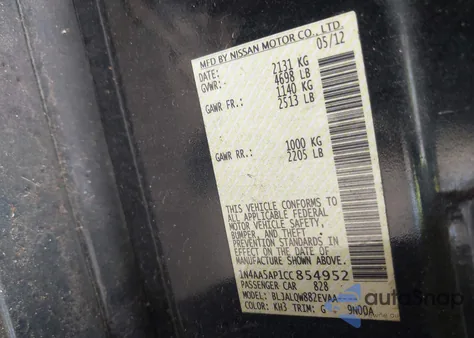 MFD BY NISSAN MOTOR CO., LTD.
DATE: 05/12
GVWR: 2131 KG
4698 LB
GAWR FR.: 1140 KG
2513 LB
GAWR RR.: 1000 KG
2205 LB
THIS VEHICLE CONFORMS TO
ALL APPLICABLE FEDERAL
MOTOR VEHICLE SAFETY,
BUMPER, AND THEFT
PREVENTION STANDARDS IN
EFFECT ON THE DATE OF
MANUFACTURE SHOWN ABOVE.
1N4AA5AP1CC854952
PASSENGER CAR 828
MODEL: BLJALQW882EVAA
COLOR: KH3 TRIM: G 9N00A
autoSnap